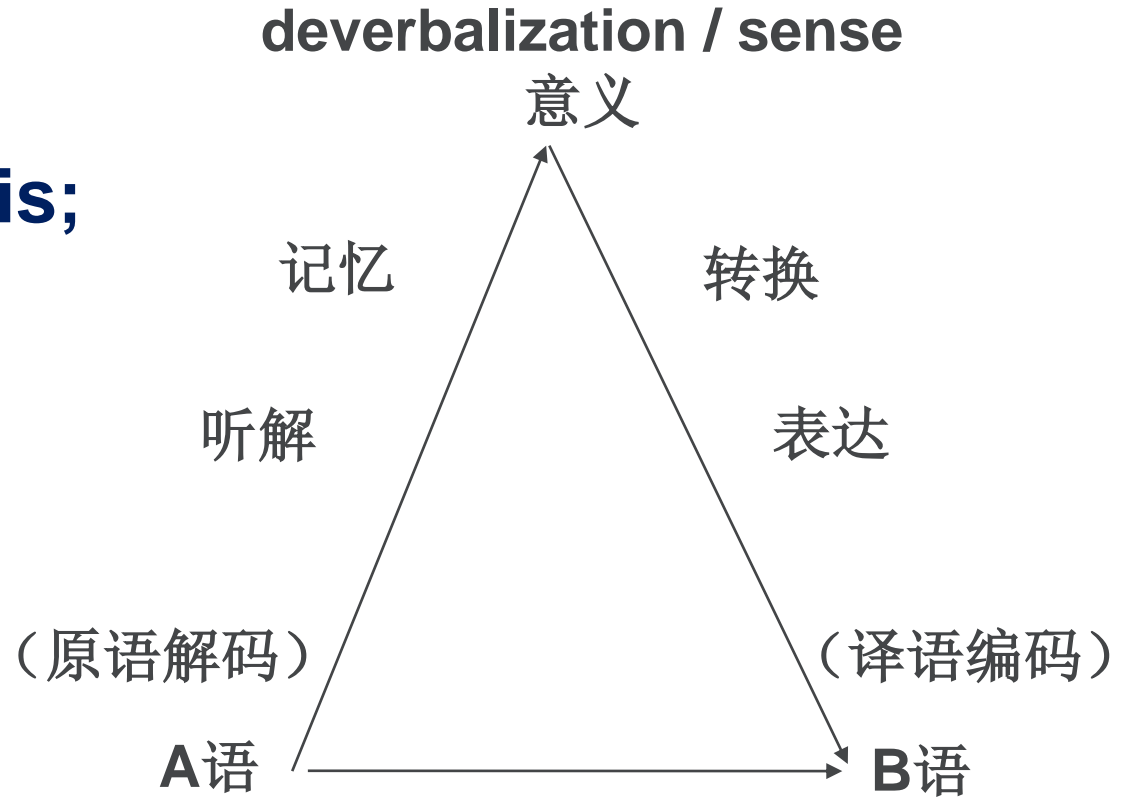 deverbalization / sense
意义
is;
记忆 转换
听解 表达
（原语解码） （译语编码）
A语 B语